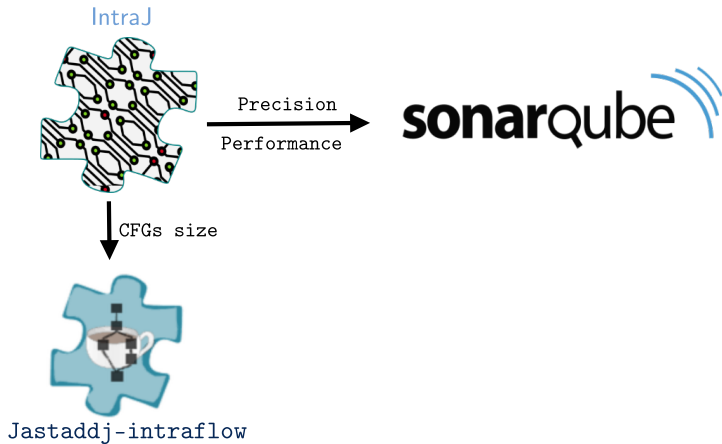 IntraJ
Precision
Performance
sonarqube
CFGs size
Jastaddj-intraflow